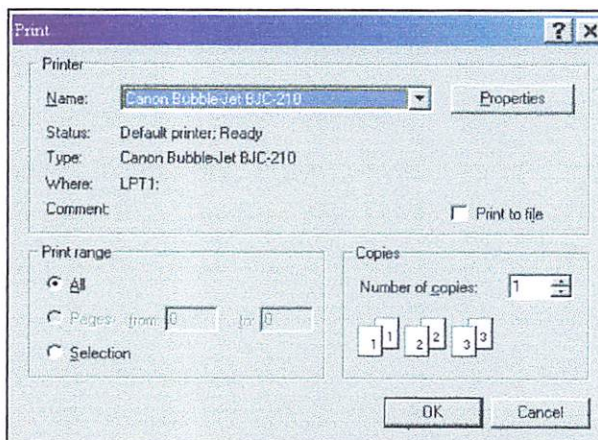 Print
Printer
Name: Canon Bubble-Jet BJC-210 Properties
Status: Default printer; Ready
Type: Canon Bubble-Jet BJC-210
Where: LPT1:
Comment: Print to file
Print range
All
Pages from: 0 to: 0
Selection
Copies
Number of copies: 1
1 1 2 2 3 3
OK Cancel